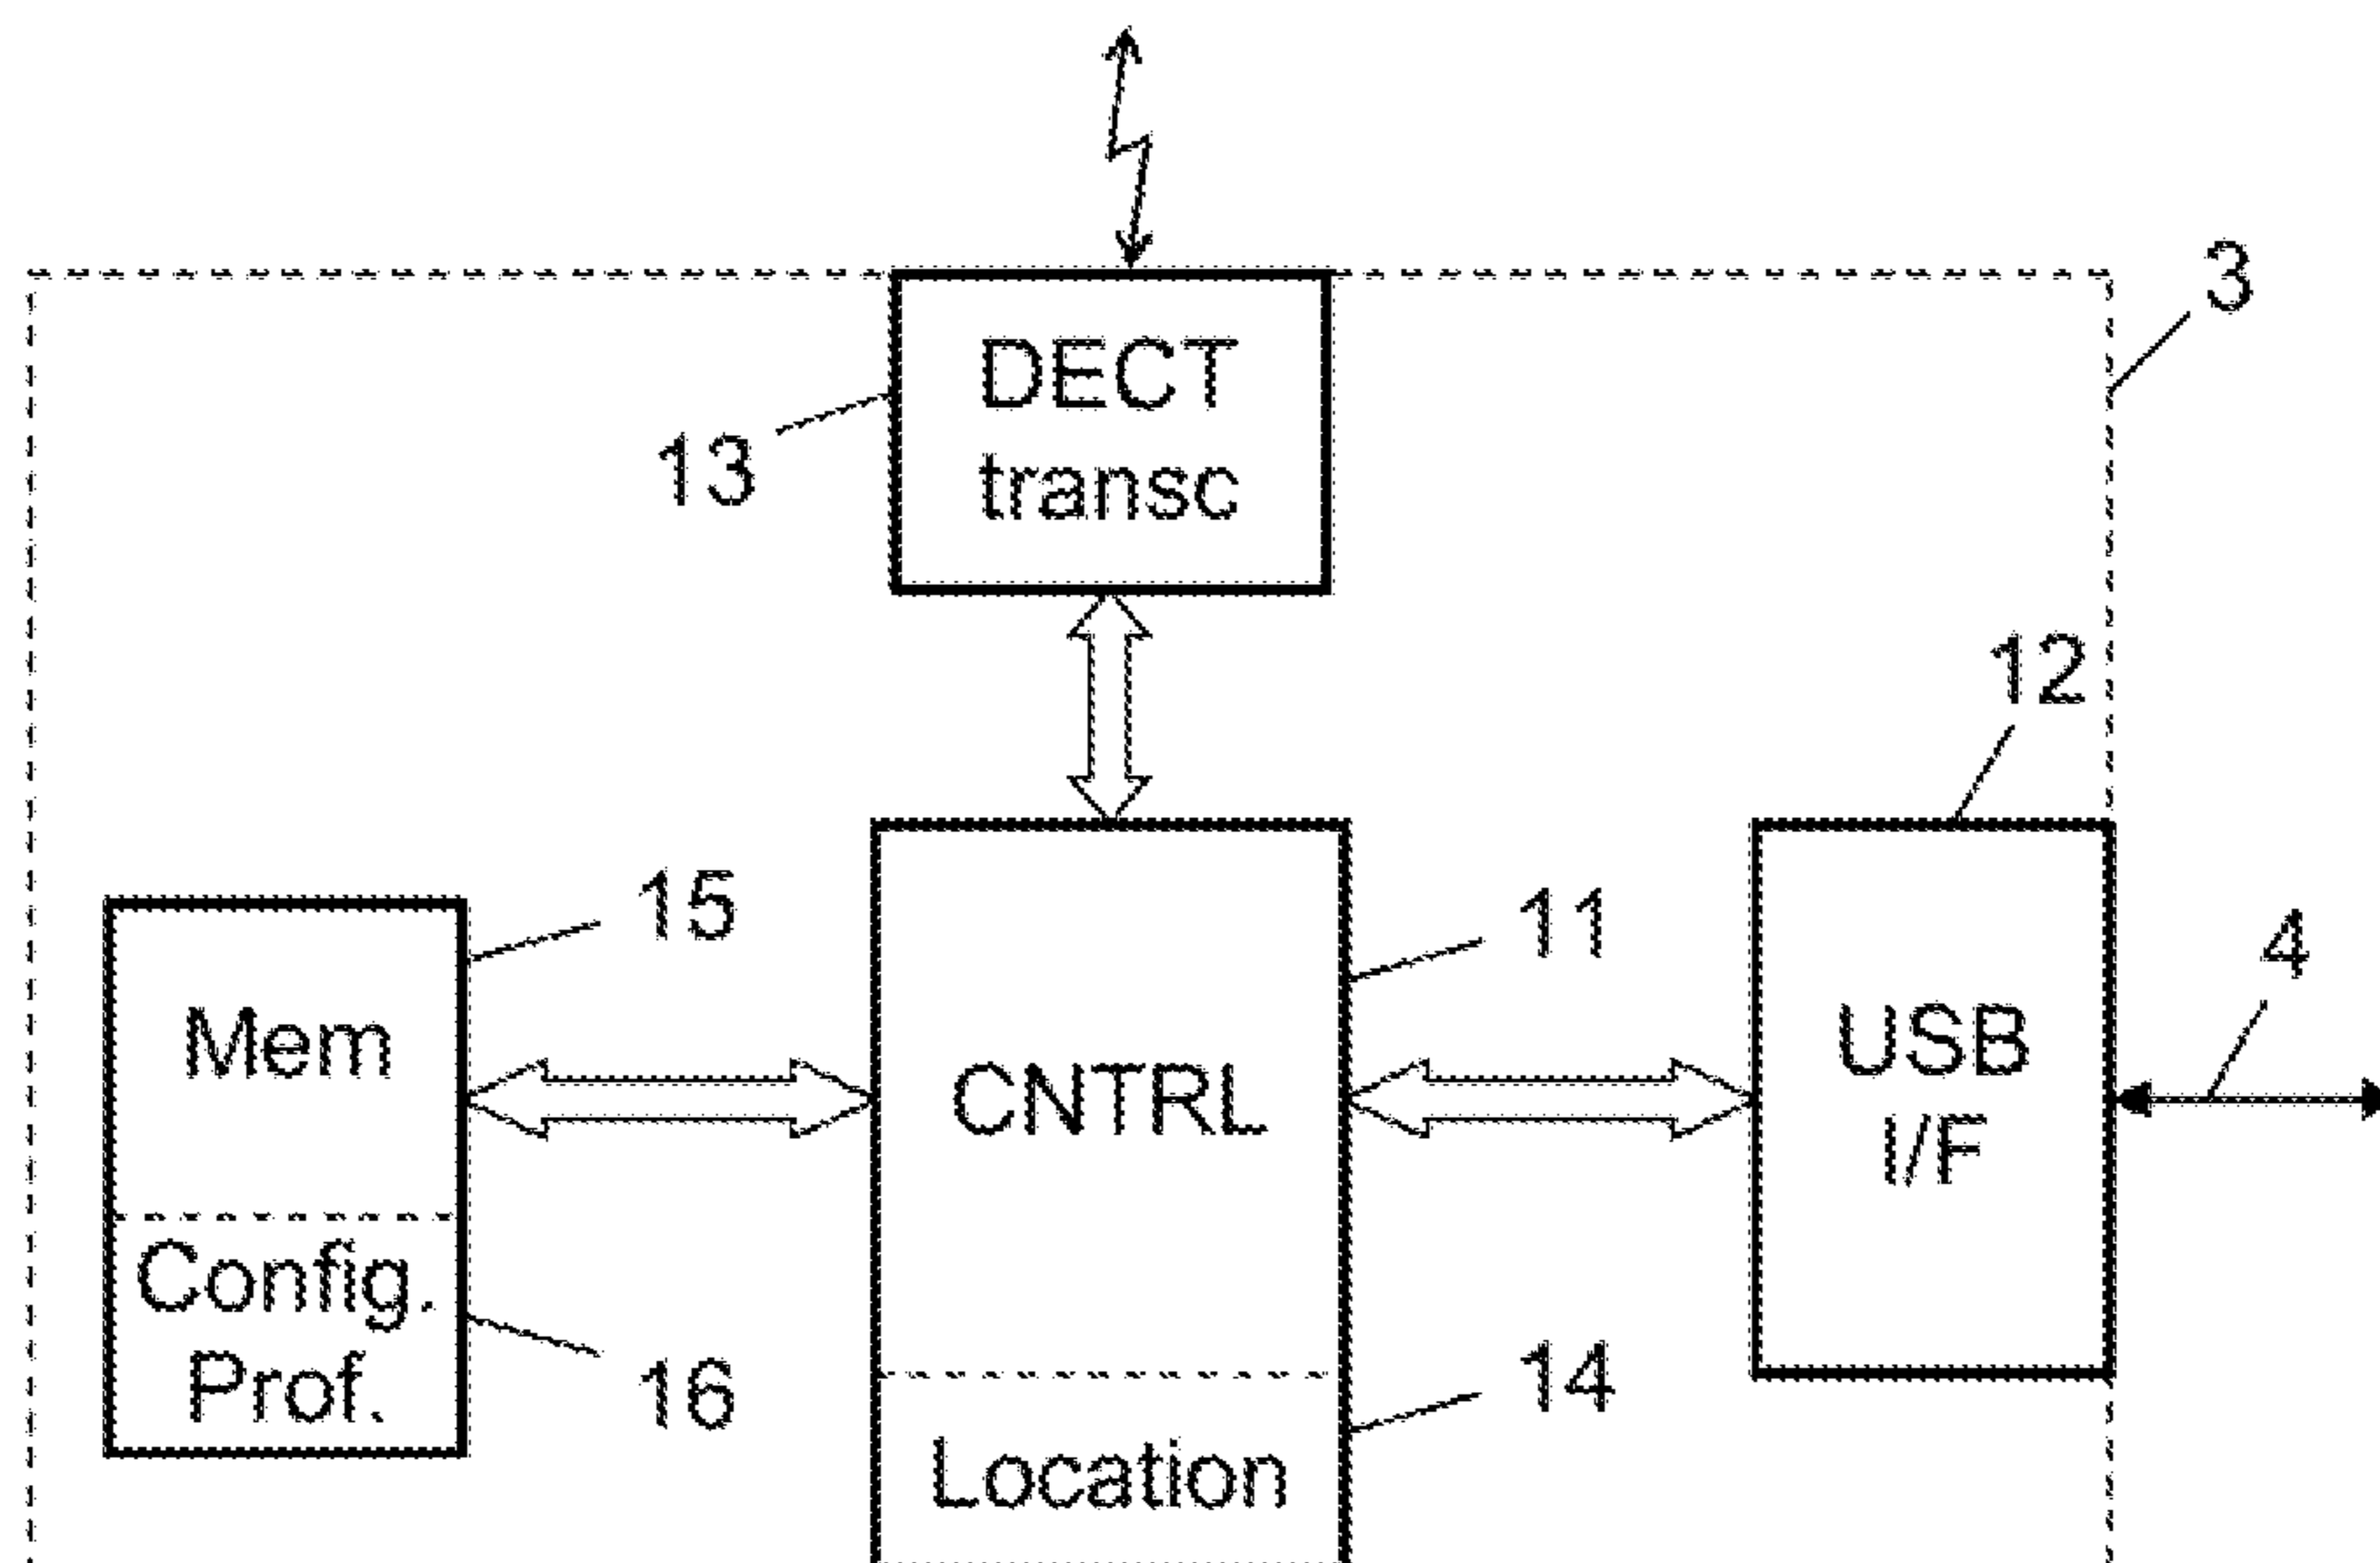 3
DECT
transc
13
12
15
11
4
Mem
CNTRL
USB
I/F
Config.
Prof.
16
14
Location